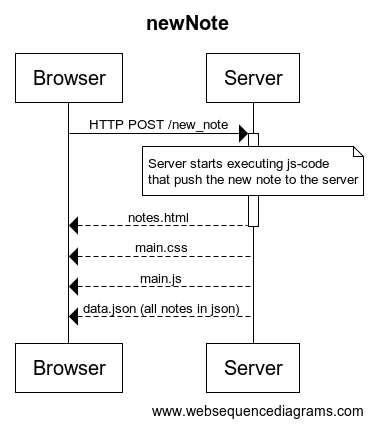 newNote
Browser
Server
HTTP POST /new_note
Server starts executing js-code
that push the new note to the server
notes.html
main.css
main.js
data.json (all notes in json)
Browser
Server
www.websequencediagrams.com